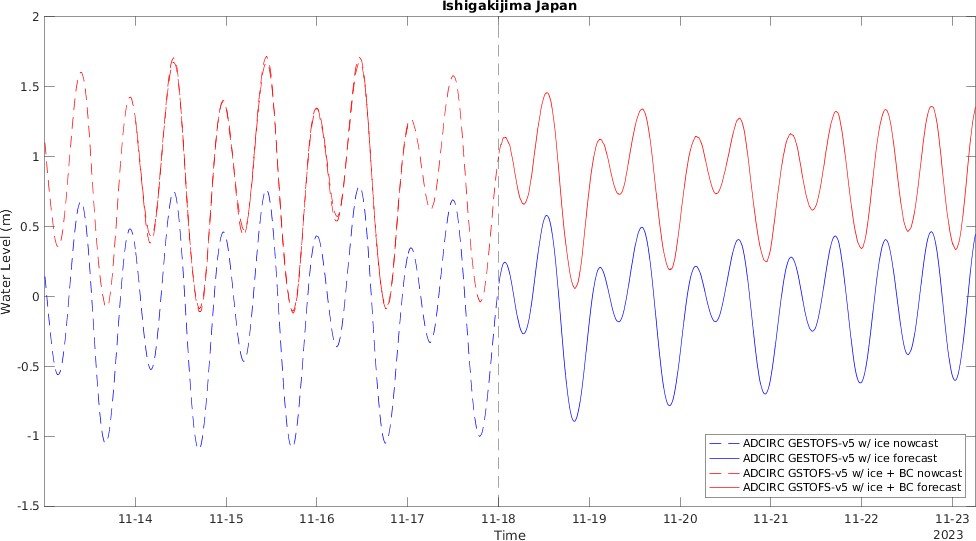 Ishigakijima Japan
2
1.5
1
0.5
0
-0.5
-1
-1.5
Water Level (m)
11-14
11-15
11-16
11-17
11-18
11-19
11-20
11-21
11-22
11-23
Time
2023
ADCIRC GESTOFS-v5 w/ ice nowcast
ADCIRC GESTOFS-v5 w/ ice forecast
ADCIRC GSTOFS-v5 w/ ice + BC nowcast
ADCIRC GSTOFS-v5 w/ ice + BC forecast